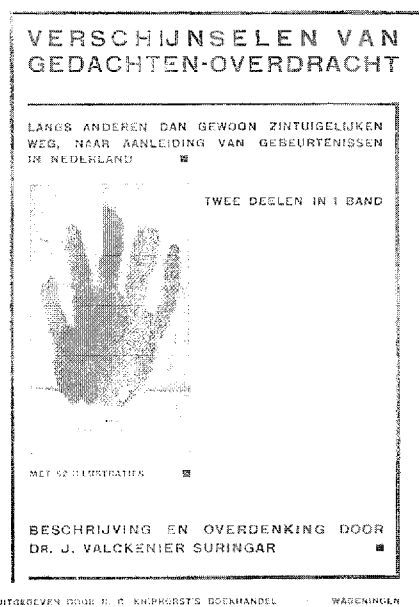 VERSCHIJNSELEN VAN
GEDACHTEN-OVERDRACHT
LANGS ANDEREN DAN GEWOON ZINTUIGELIJKEN
WEG, NAAR AANLEIDING VAN GEBEURTENISSEN
IN NEDERLAND
TWEE DEELEN IN 1 BAND
MET 52 ILLUSTRATIES
BESCHRIJVING EN OVERDENKING DOOR
DR. J. VALCKENIER SURINGAR
UITGEGEVEN DOOR BOEKHANDEL WAGENINGEN